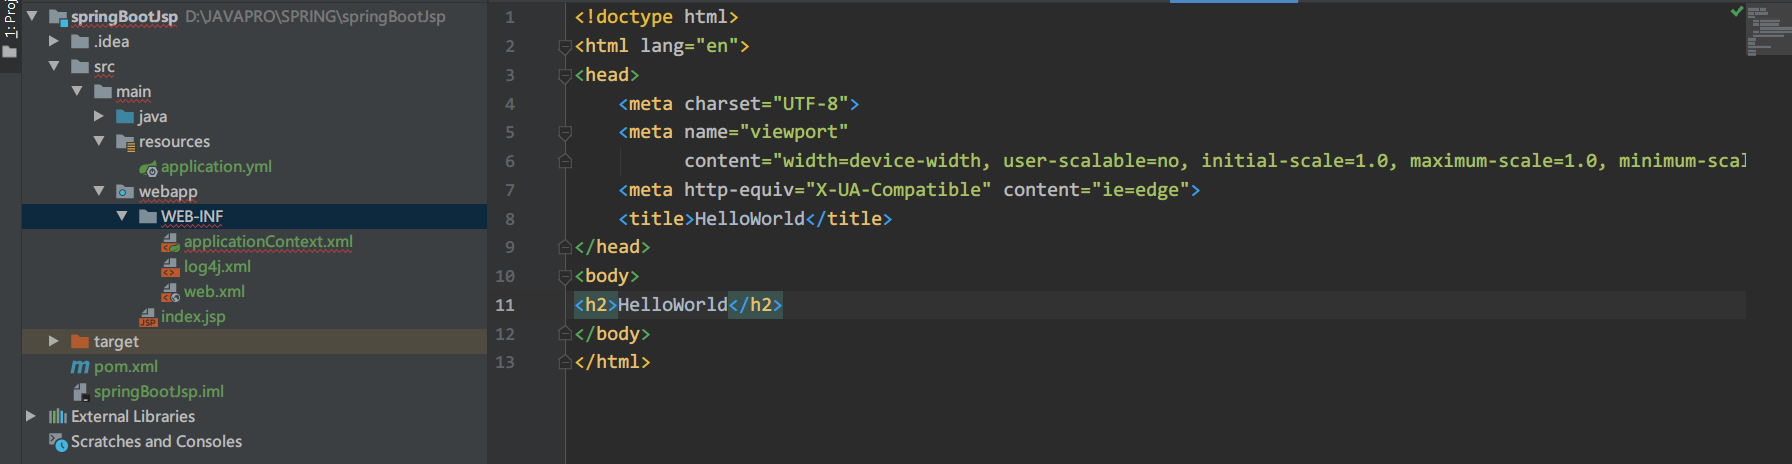 1: Proj
springBootJsp D:\JAVAPRO\SPRING\springBootJsp
.idea
src
main
java
resources
application.yml
webapp
WEB-INF
applicationContext.xml
log4j.xml
web.xml
JSP index.jsp
target
m pom.xml
springBootJsp.iml
External Libraries
Scratches and Consoles
1 <!doctype html>
2 <html lang="en">
3 <head>
4 <meta charset="UTF-8">
5 <meta name="viewport"
6 content="width=device-width, user-scalable=no, initial-scale=1.0, maximum-scale=1.0, minimum-scal
7 <meta http-equiv="X-UA-Compatible" content="ie=edge">
8 <title>HelloWorld</title>
9 </head>
10 <body>
11 <h2>HelloWorld</h2>
12 </body>
13 </html>